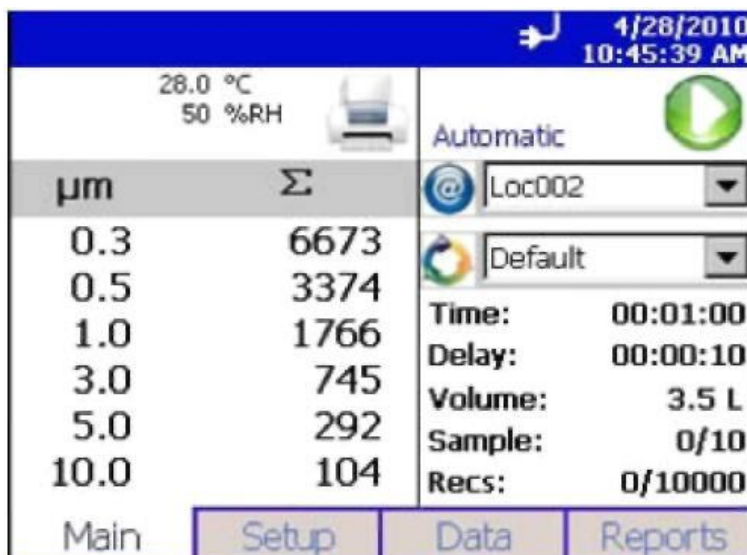 4/28/2010
10:45:39 AM
28.0 °C
50 %RH
Automatic
µm Σ
@ Loc002
0.3 6673
Default
0.5 3374
Time: 00:01:00
1.0 1766
Delay: 00:00:10
3.0 745
Volume: 3.5 L
5.0 292
Sample: 0/10
10.0 104
Recs: 0/10000
Main Setup Data Reports